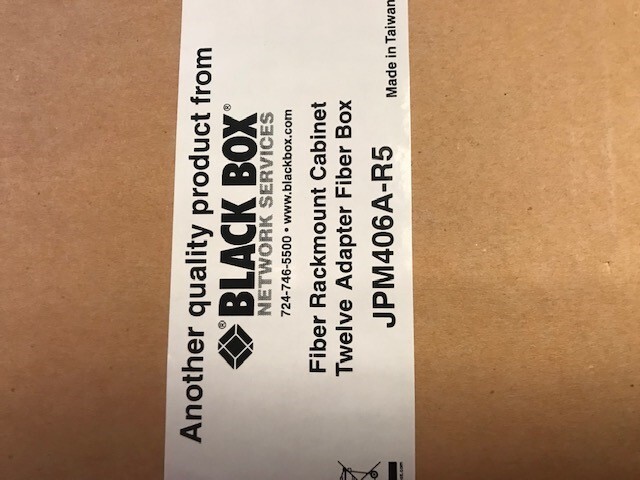 Another quality product from
BLACK BOX®
NETWORK SERVICES
724-746-5500 • www.blackbox.com
Fiber Rackmount Cabinet
Twelve Adapter Fiber Box
JPM406A-R5
Made in Taiwan